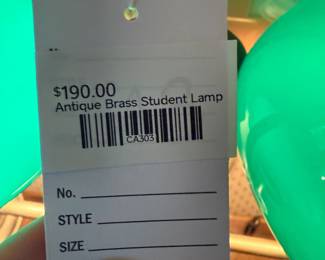 $190.00
Antique Brass Student Lamp
CA303
No.
STYLE
SIZE